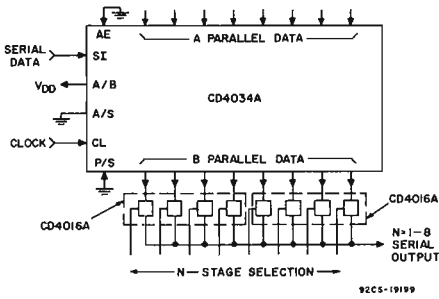 AE
A PARALLEL DATA
SERIAL DATA
SI
VDD
A/B
CD4034A
A/S
CLOCK
CL
P/S
B PARALLEL DATA
CD4016A
CD4016A
N=1-8
SERIAL
OUTPUT
N-STAGE SELECTION
92CS-19199